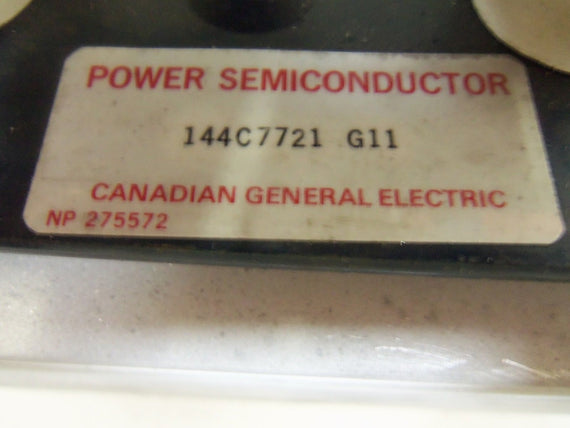 POWER SEMICONDUCTOR
144C7721 G11
CANADIAN GENERAL ELECTRIC
NP 275572